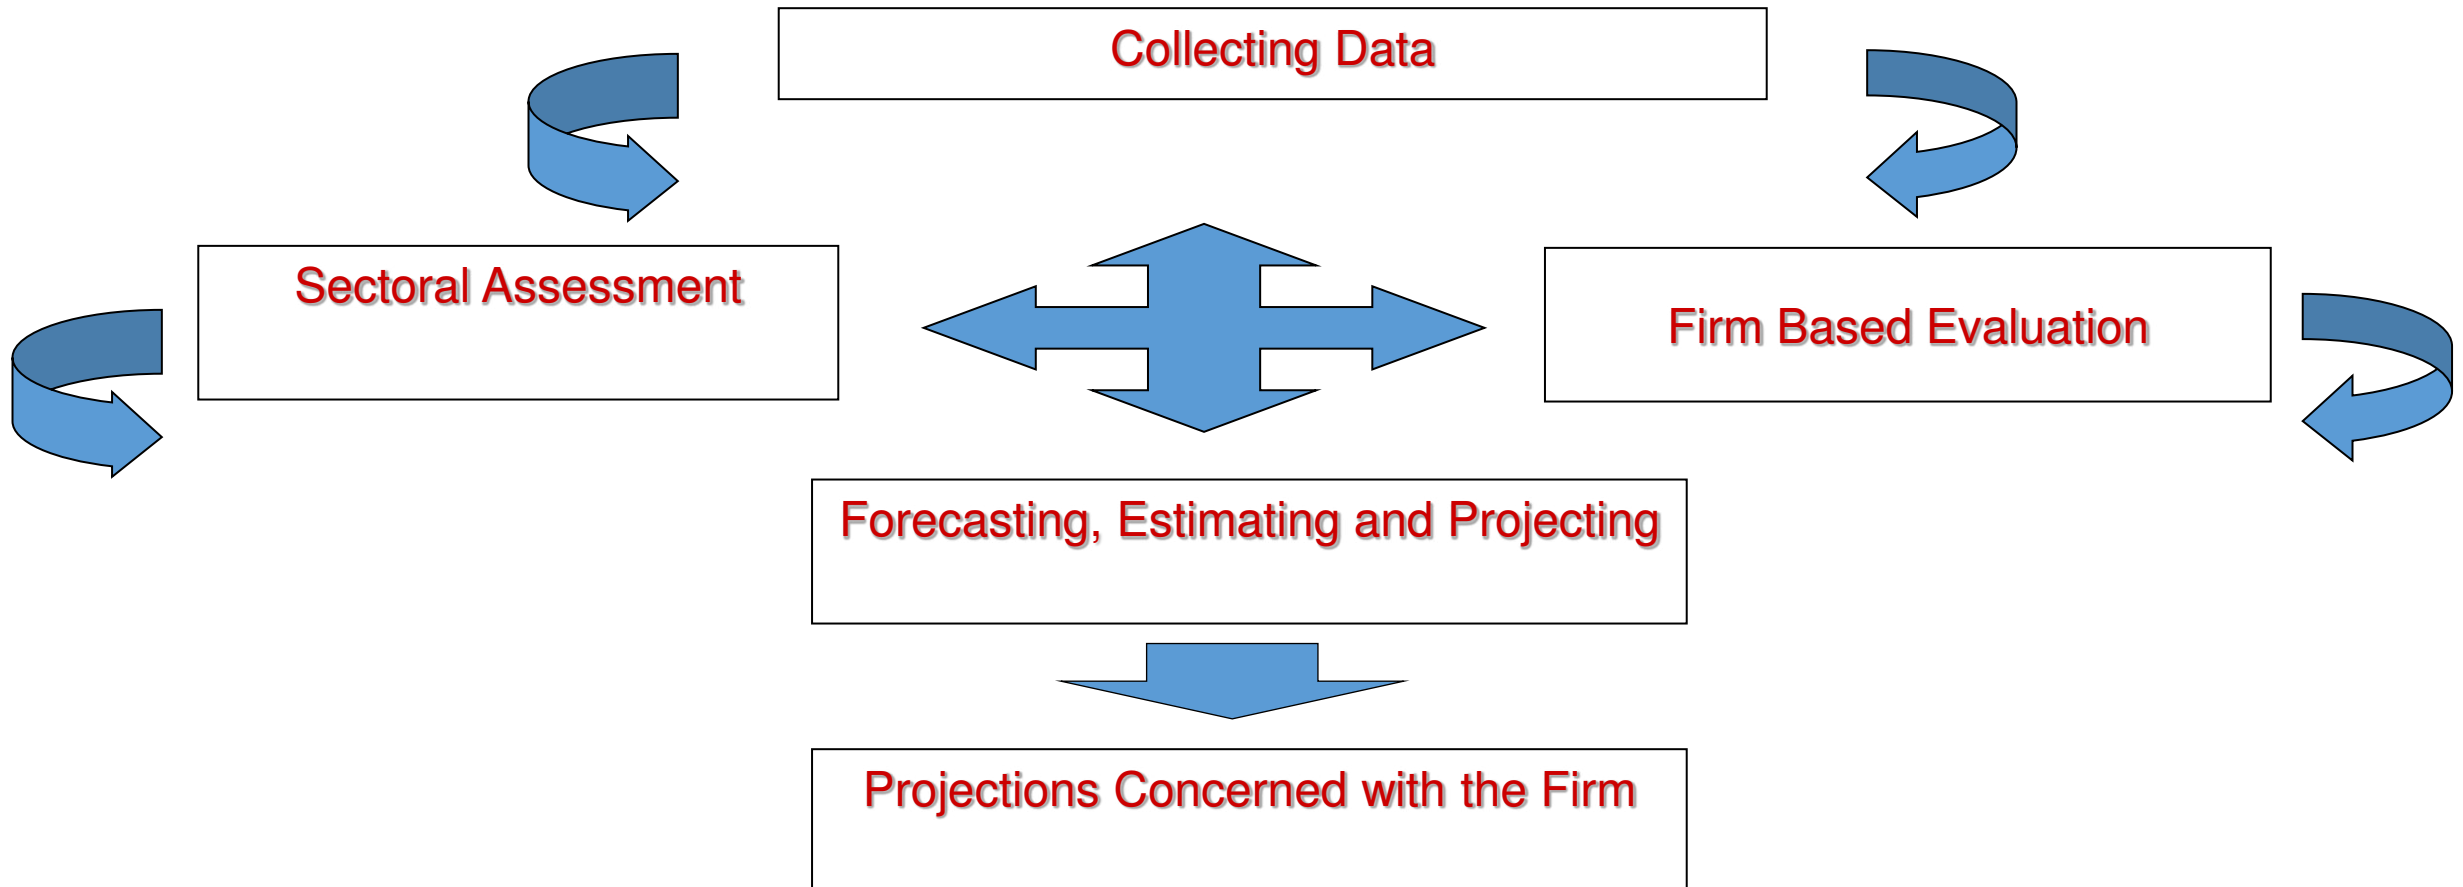 Collecting Data
Sectoral Assessment
Firm Based Evaluation
Forecasting, Estimating and Projecting
Projections Concerned with the Firm